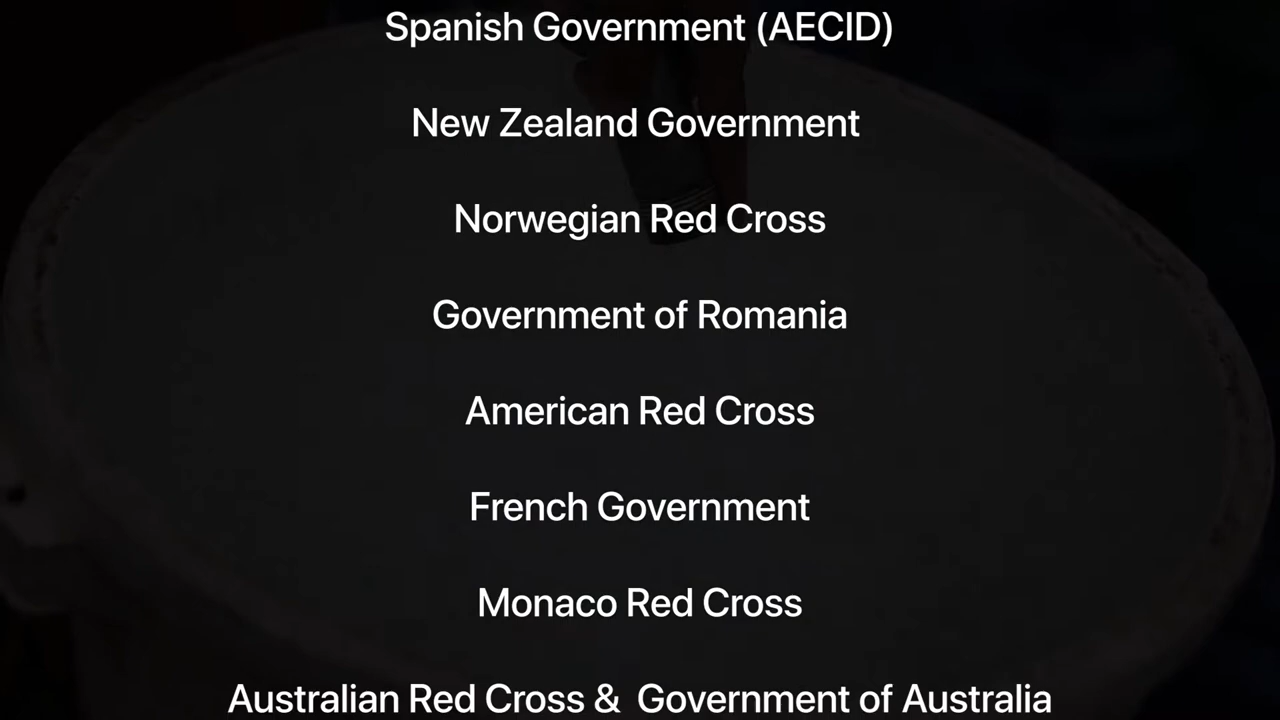 Spanish Government (AECID)
New Zealand Government
Norwegian Red Cross
Government of Romania
American Red Cross
French Government
Monaco Red Cross
Australian Red Cross &  Government of Australia